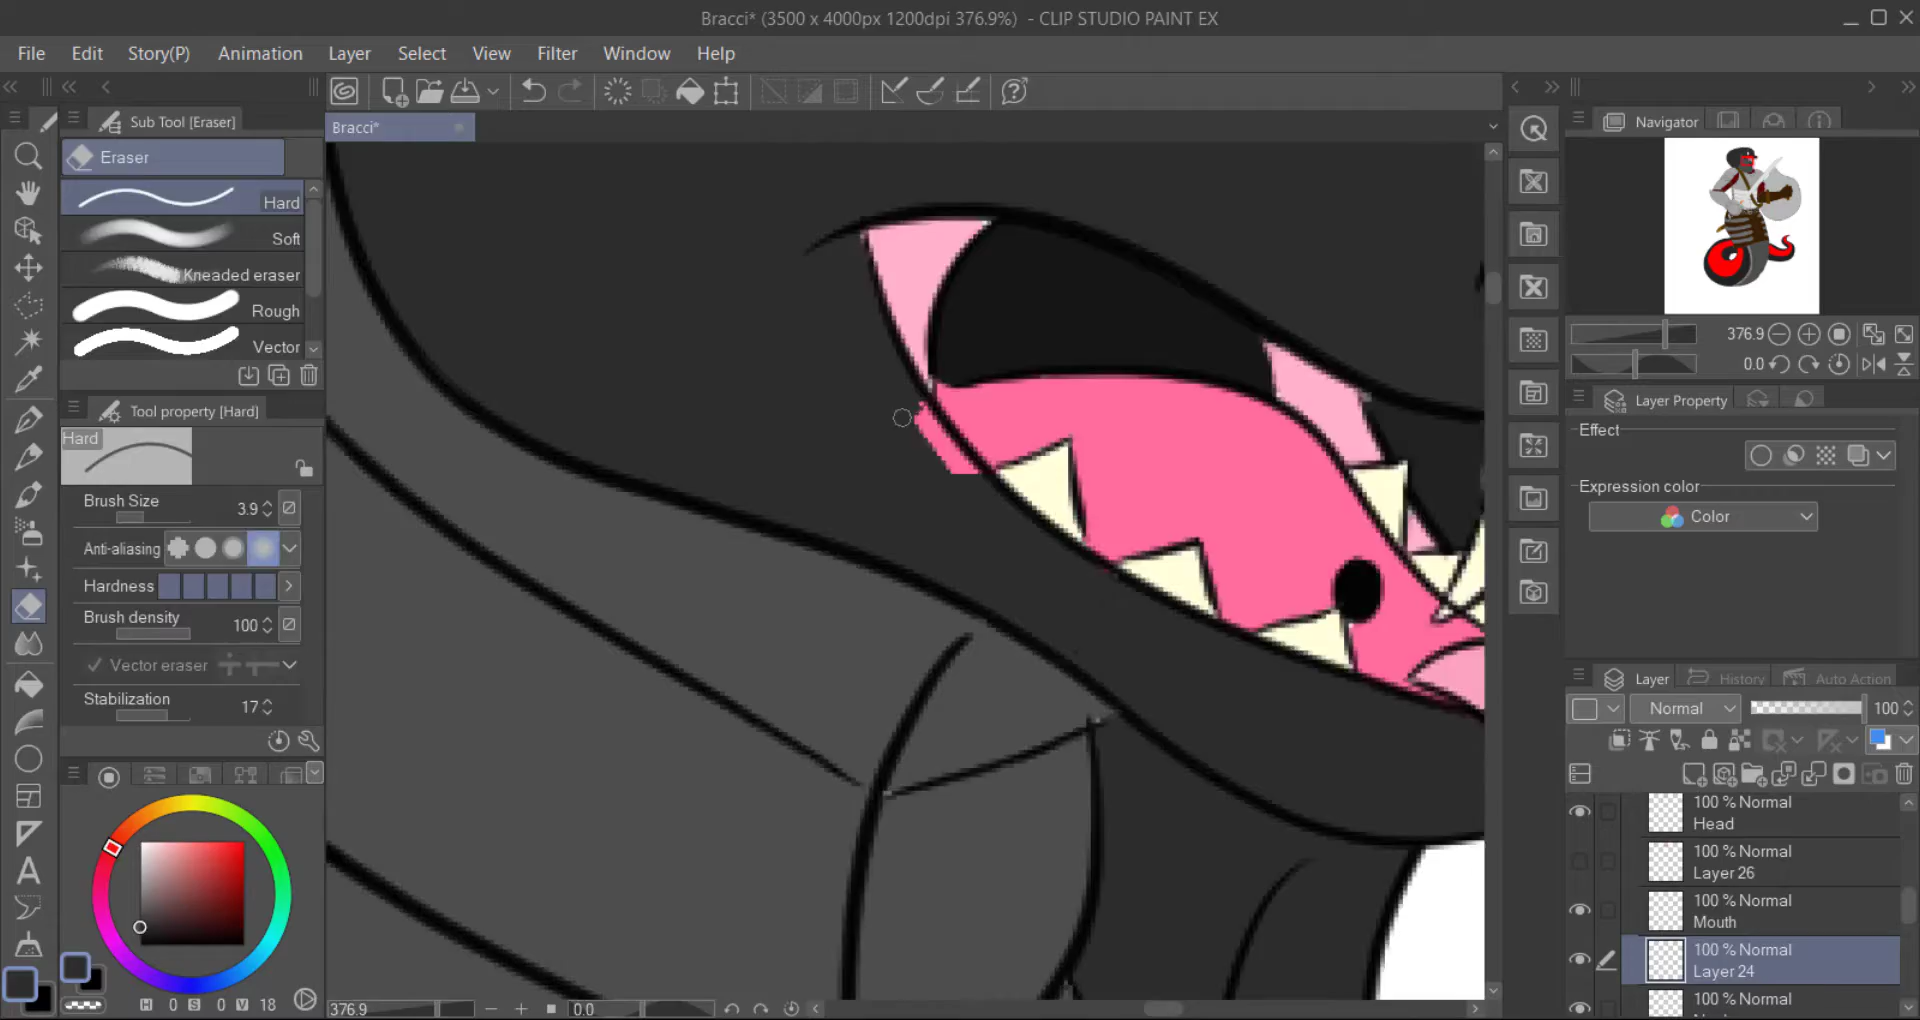 Bracci* (3500 x 4000px 1200dpi 376.9%)  - CLIP STUDIO PAINT EX
File Edit Story(P) Animation Layer Select View Filter Window Help
Sub Tool [Eraser]
Bracci*
Navigator
Eraser
Hard
Soft
Kneaded eraser
Rough
Vector
376.9
0.0
Tool property [Hard]
Layer Property
Hard
Effect
Expression color
Color
Brush Size 3.9
Anti-aliasing
Hardness
Brush density 100
Vector eraser
Stabilization 17
Layer History Auto Action
Normal 100
100 % Normal
Head
100 % Normal
Layer 26
100 % Normal
Mouth
100 % Normal
Layer 24
100 % Normal
H 0 S 0 V 18
376.9 0.0